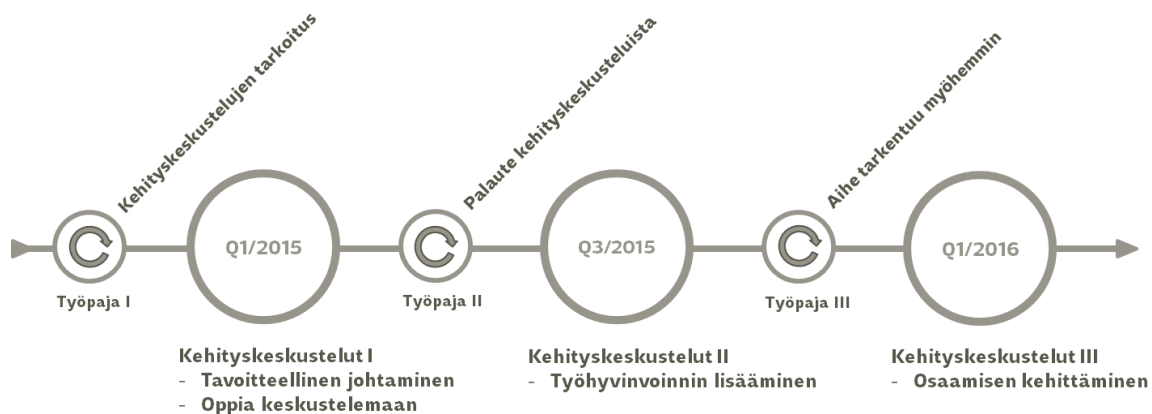 Kehityskeskustelujen tarkoitus
Palaute kehityskeskusteluista
Aihe tarkentuu myöhemmin
Q1/2015
Q3/2015
Q1/2016
Työpaja I
Työpaja II
Työpaja III
Kehityskeskustelut I
- Tavoitteellinen johtaminen
- Oppia keskustelemaan
Kehityskeskustelut II
- Työhyvinvoinnin lisääminen
Kehityskeskustelut III
- Osaamisen kehittäminen